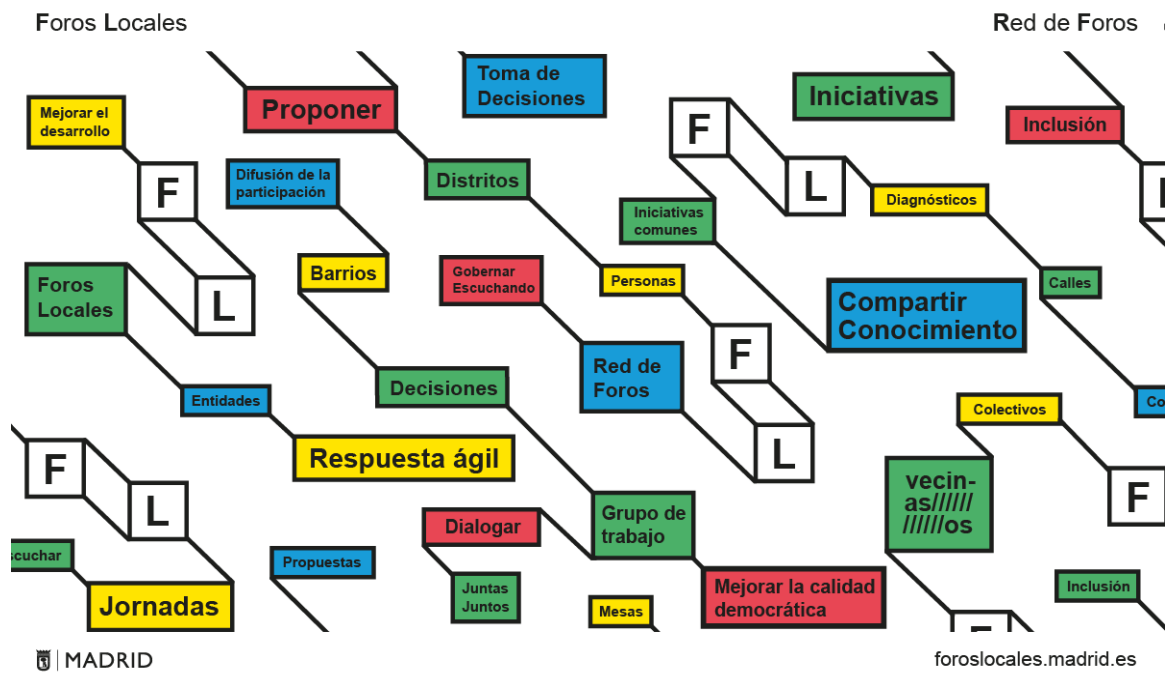 Foros Locales
Red de Foros
Toma de
Decisiones
Iniciativas
Proponer
Mejorar el
desarrollo
Inclusión
F
L
F
L
Difusión de la
participación
Distritos
Diagnósticos
Iniciativas
comunes
Barrios
Gobernar
Escuchando
Personas
Calles
Foros
Locales
Compartir
Conocimiento
F
L
Red de
Foros
Decisiones
Entidades
Colectivos
Respuesta ágil
F
L
vecin-
as//////
//////os
F
Grupo de
trabajo
Dialogar
Propuestas
Juntas
Juntos
Jornadas
Mesas
Mejorar la calidad
democrática
Inclusión
MADRID
foroslocales.madrid.es